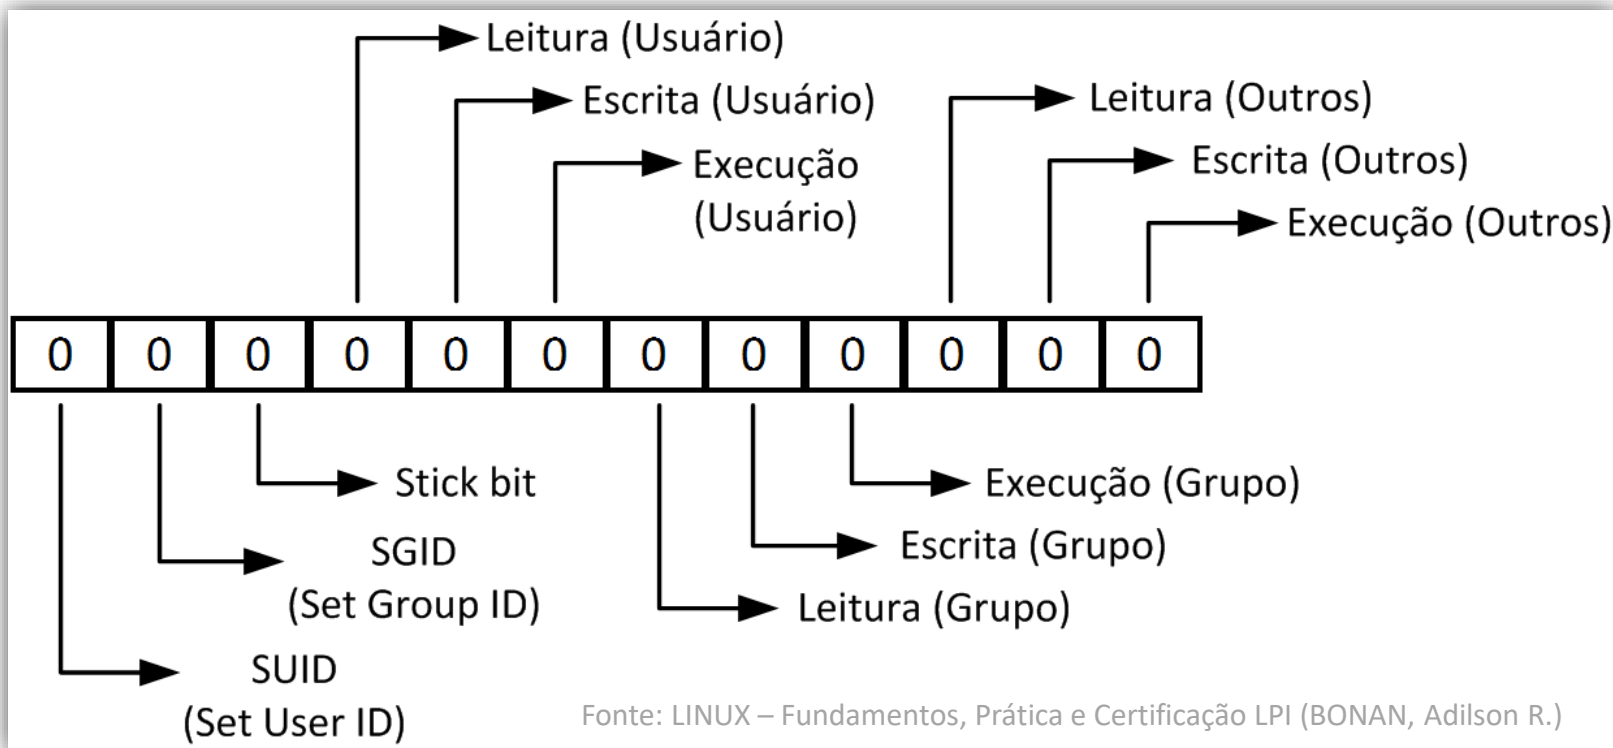 Leitura (Usuário)
Escrita (Usuário)
Execução
(Usuário)
Leitura (Outros)
Escrita (Outros)
Execução (Outros)
0 0 0 0 0 0 0 0 0 0 0 0
Stick bit
SGID
(Set Group ID)
SUID
(Set User ID)
Execução (Grupo)
Escrita (Grupo)
Leitura (Grupo)
Fonte: LINUX – Fundamentos, Prática e Certificação LPI (BONAN, Adilson R.)